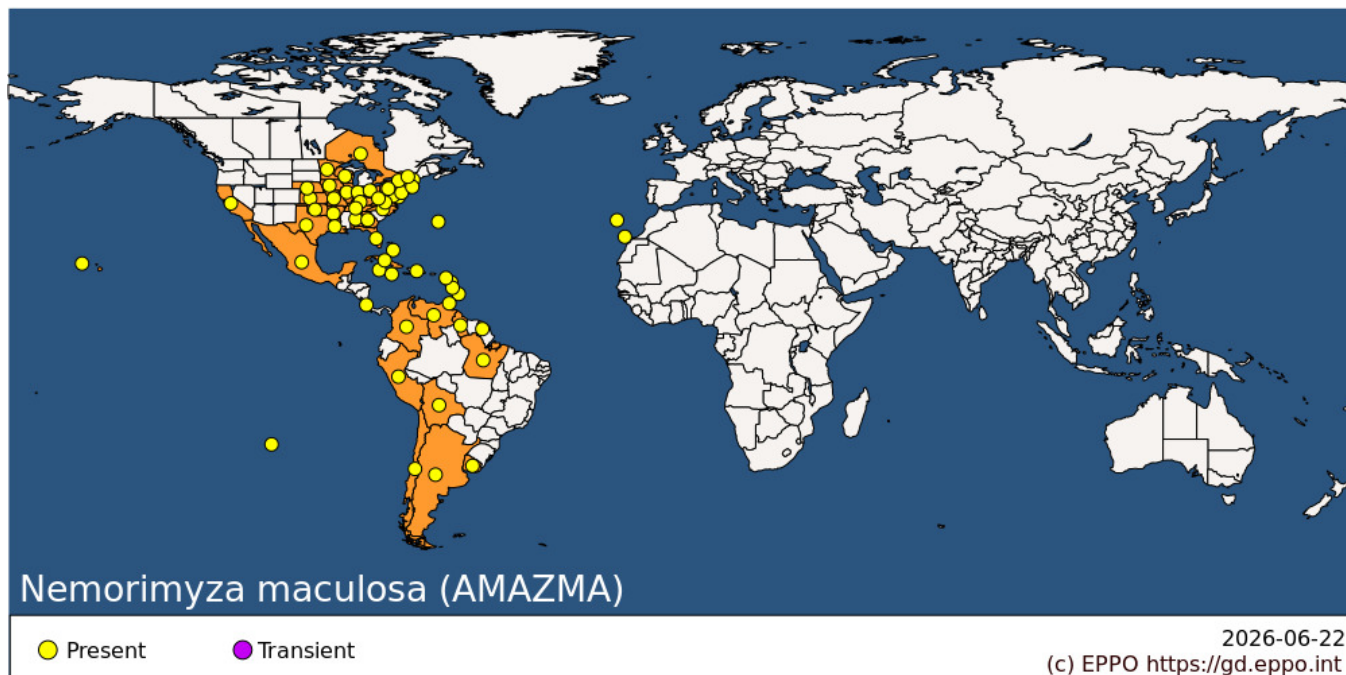 Nemorimyza maculosa (AMAZMA)
Present
Transient
2026-06-22
(c) EPPO https://gd.eppo.int